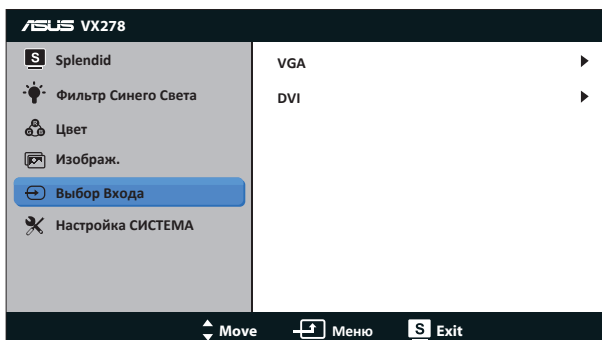 ASUS VX278
S Splendid
Фильтр Синего Света
Цвет
Изображ.
Выбор Входа
Настройка СИСТЕМА
VGA
DVI
Move Меню S Exit